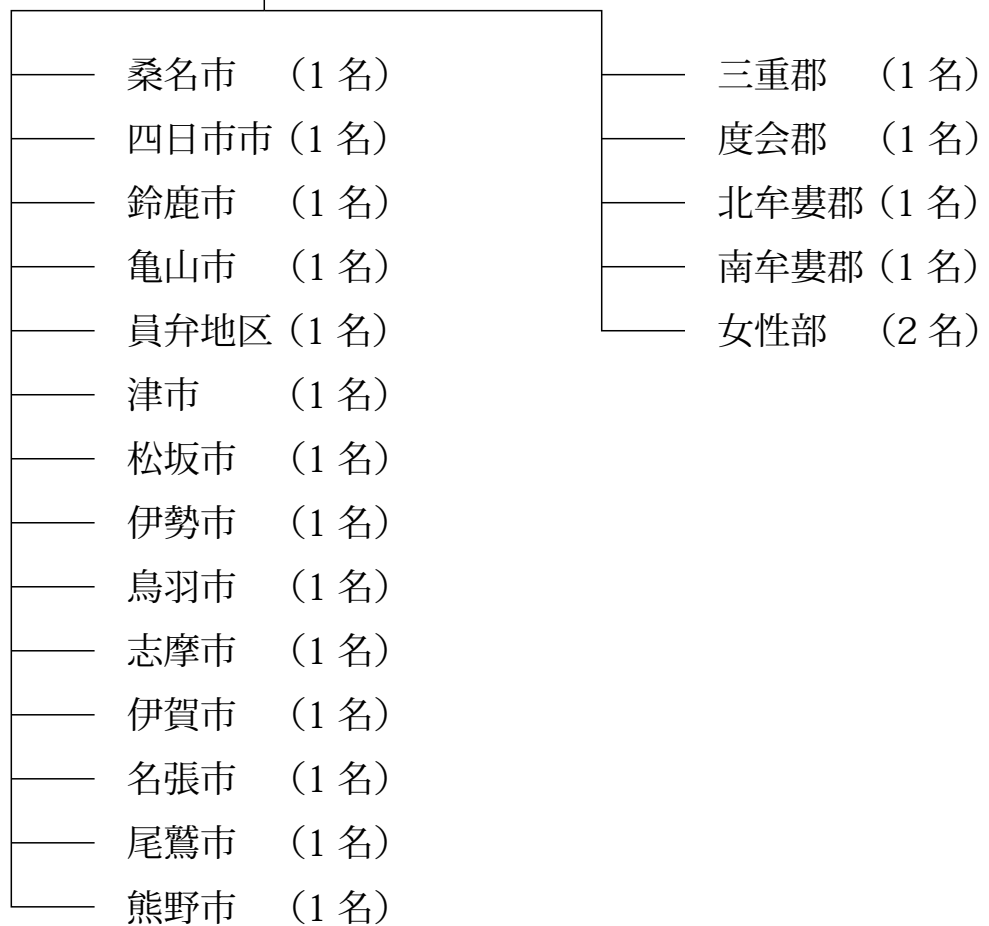 桑名市 （1 名）
四日市市（1 名）
鈴鹿市 （1 名）
亀山市 （1 名）
員弁地区（1 名）
津市 （1 名）
松坂市 （1 名）
伊勢市 （1 名）
鳥羽市 （1 名）
志摩市 （1 名）
伊賀市 （1 名）
名張市 （1 名）
尾鷲市 （1 名）
熊野市 （1 名）
三重郡 （1 名）
度会郡 （1 名）
北牟婁郡（1 名）
南牟婁郡（1 名）
女性部 （2 名）